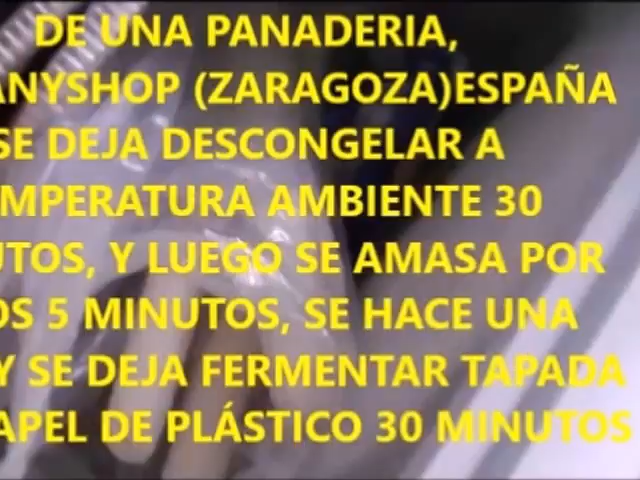 DE UNA PANADERIA,
ANYSHOP (ZARAGOZA)ESPAÑA
SE DEJA DESCONGELAR A
MPERATURA AMBIENTE 30
UTOS, Y LUEGO SE AMASA POR
OS 5 MINUTOS, SE HACE UNA
Y SE DEJA FERMENTAR TAPADA
APEL DE PLÁSTICO 30 MINUTOS